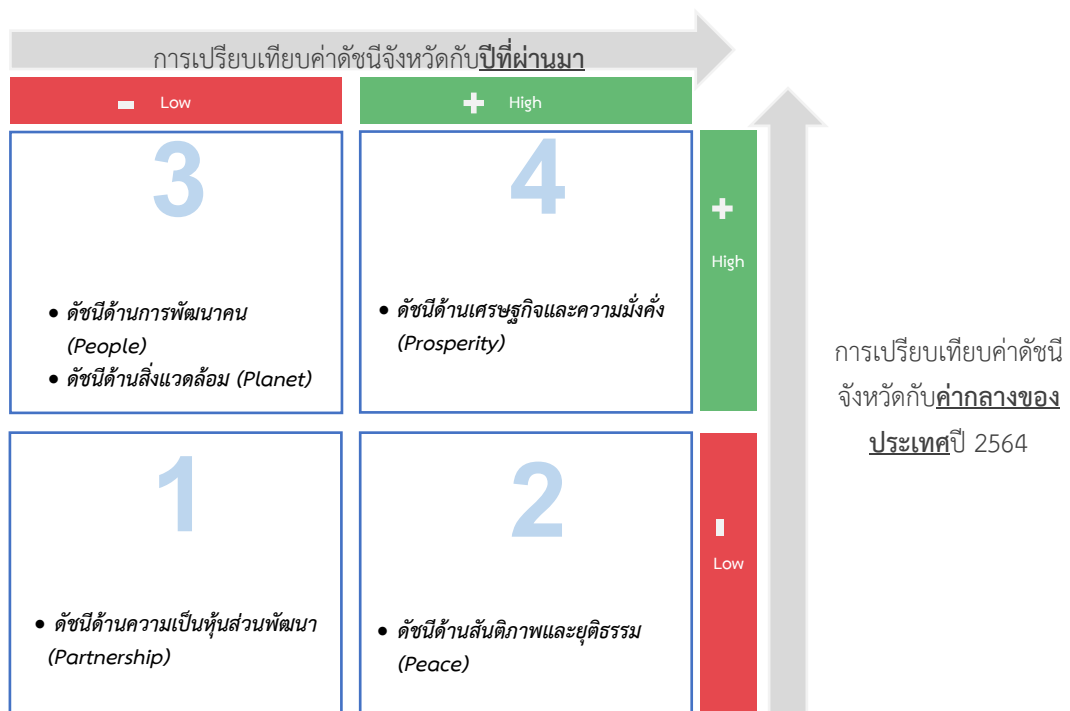 การเปรียบเทียบค่าดัชนีจังหวัดกับปีที่ผ่านมา
- Low
+ High
3
4
• ดัชนีด้านการพัฒนาคน
(People)
• ดัชนีด้านสิ่งแวดล้อม (Planet)
• ดัชนีด้านเศรษฐกิจและความมั่งคั่ง
(Prosperity)
+
High
การเปรียบเทียบค่าดัชนี
จังหวัดกับค่ากลางของ
ประเทศปี 2564
1
2
• ดัชนีด้านความเป็นหุ้นส่วนพัฒนา
(Partnership)
• ดัชนีด้านสันติภาพและยุติธรรม
(Peace)
-
Low